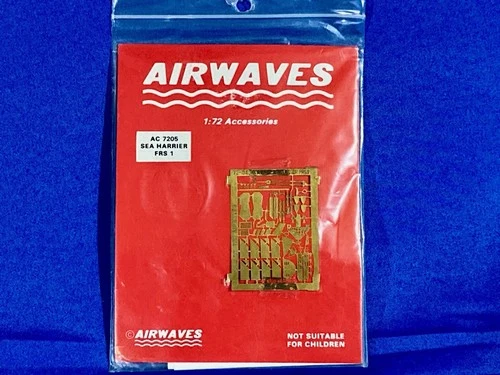 AIRWAVES
1:72 Accessories
AC 7205
SEA HARRIER
FRS 1
©AIRWAVES
NOT SUITABLE
FOR CHILDREN